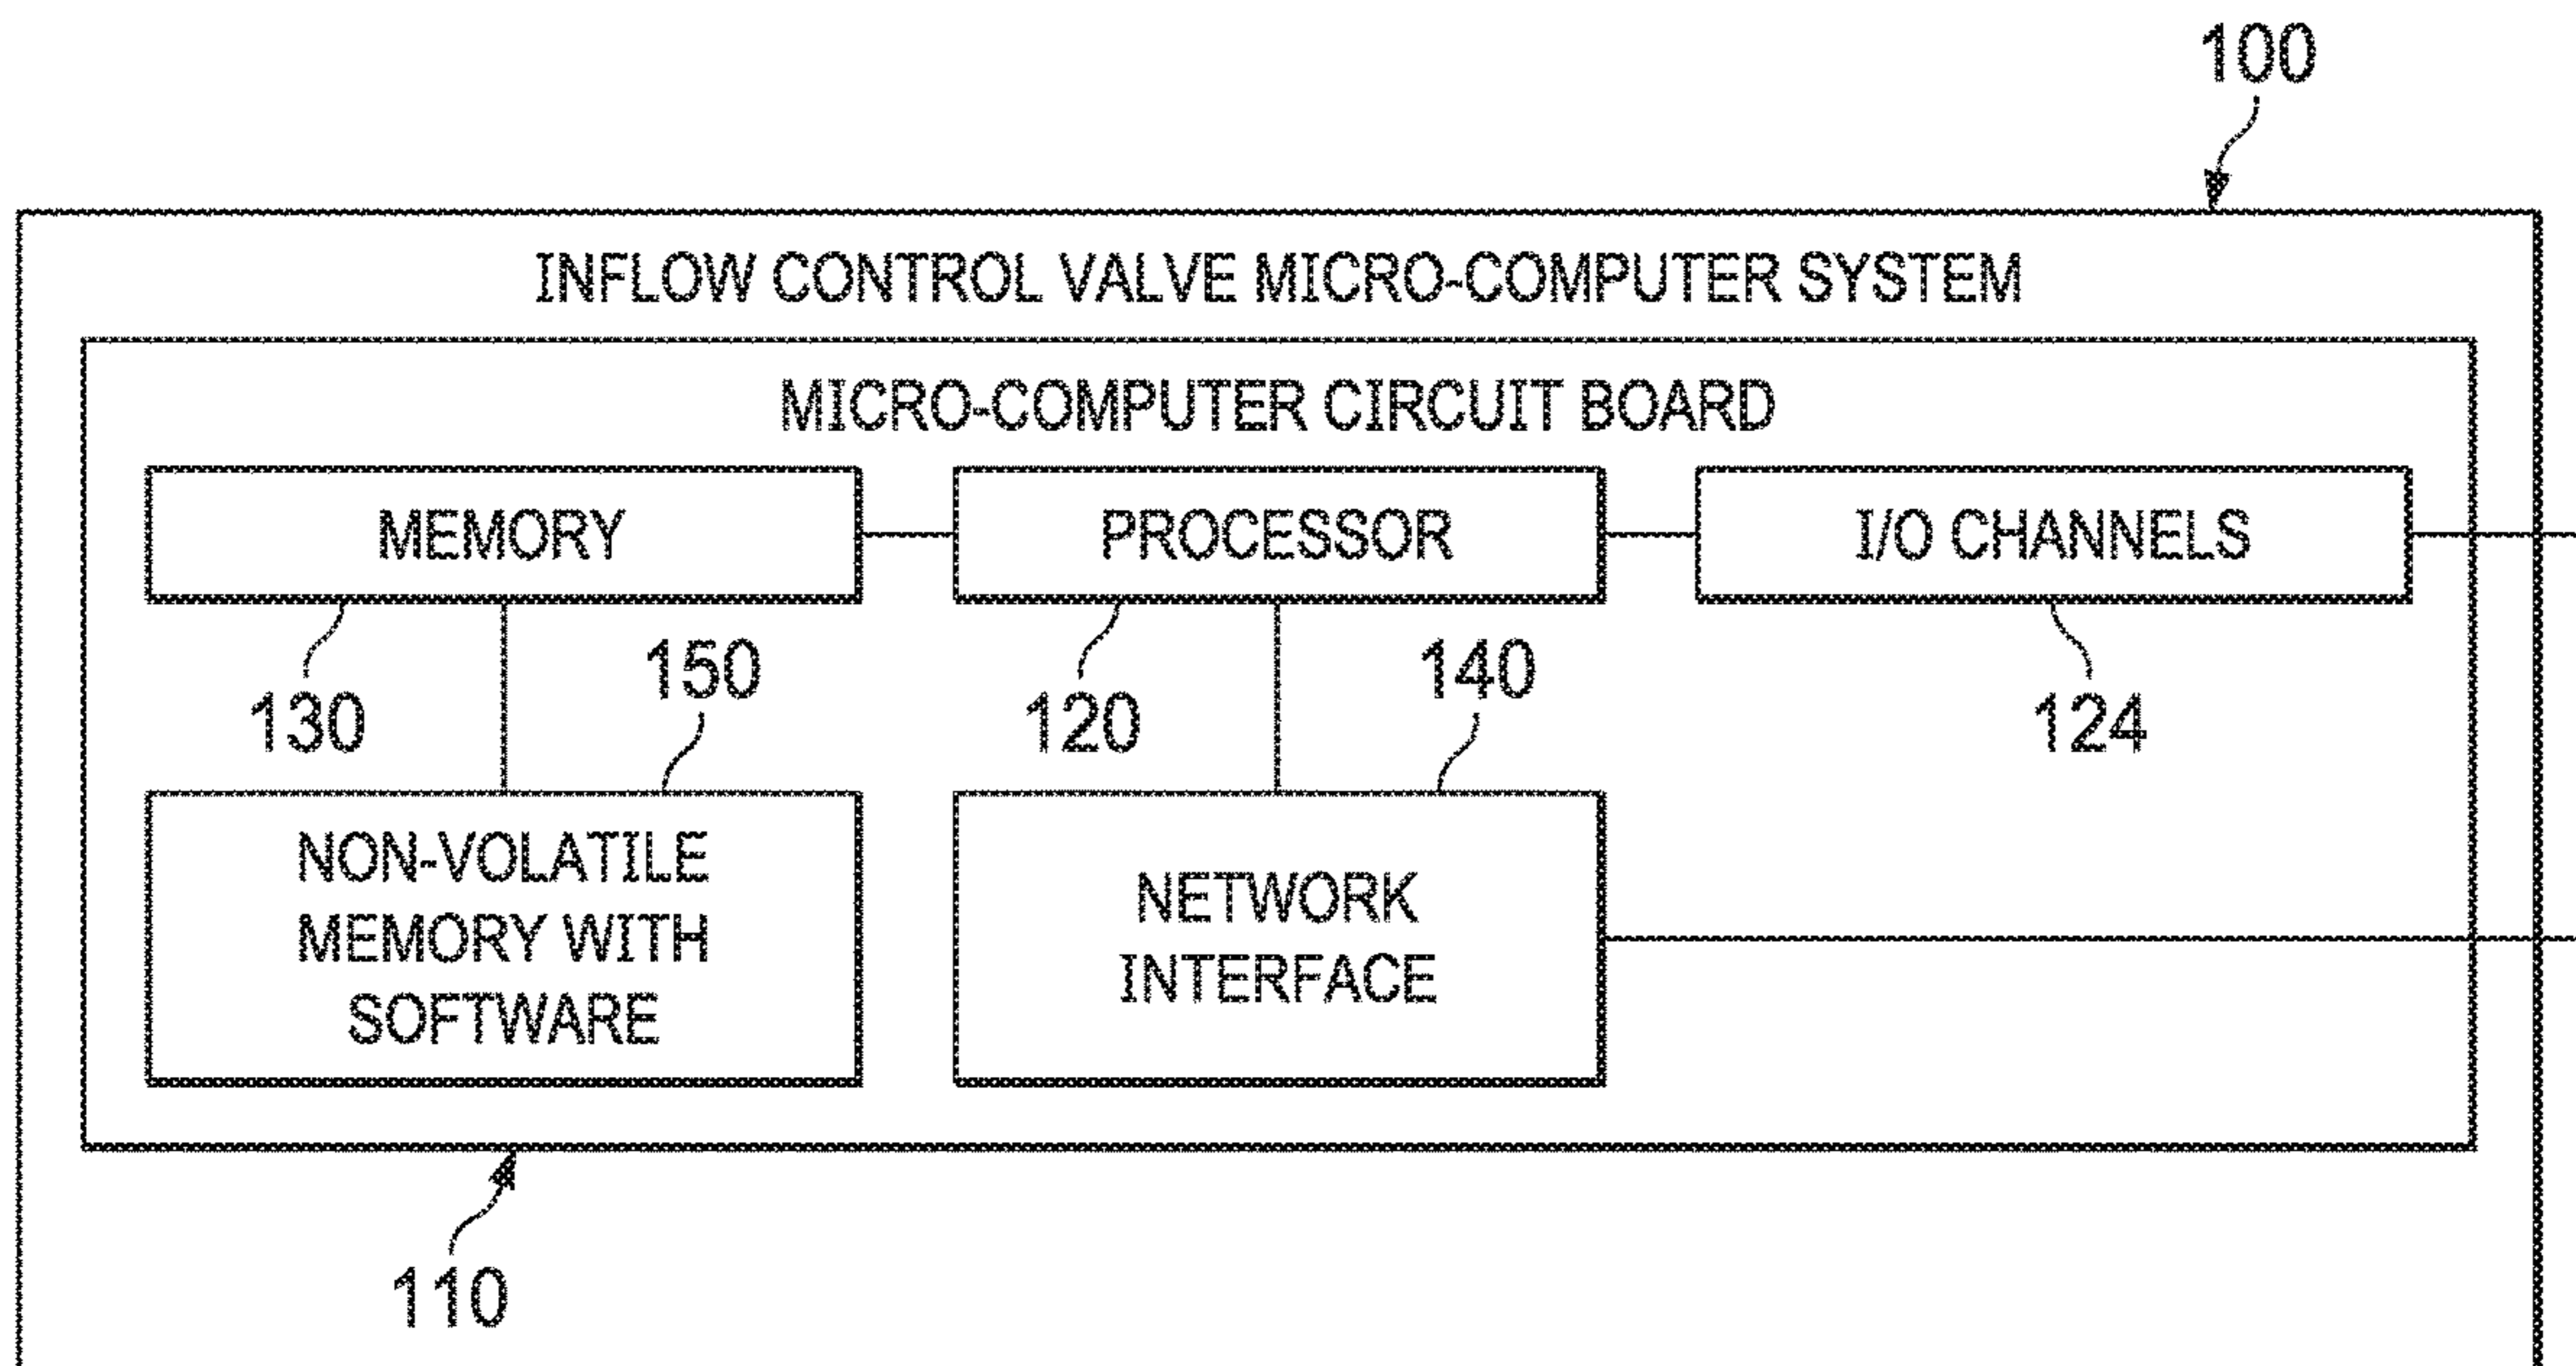 100
INFLOW CONTROL VALVE MICRO-COMPUTER SYSTEM
MICRO-COMPUTER CIRCUIT BOARD
MEMORY
PROCESSOR
I/O CHANNELS
130
150
120
140
124
NON-VOLATILE
MEMORY WITH
SOFTWARE
NETWORK
INTERFACE
110